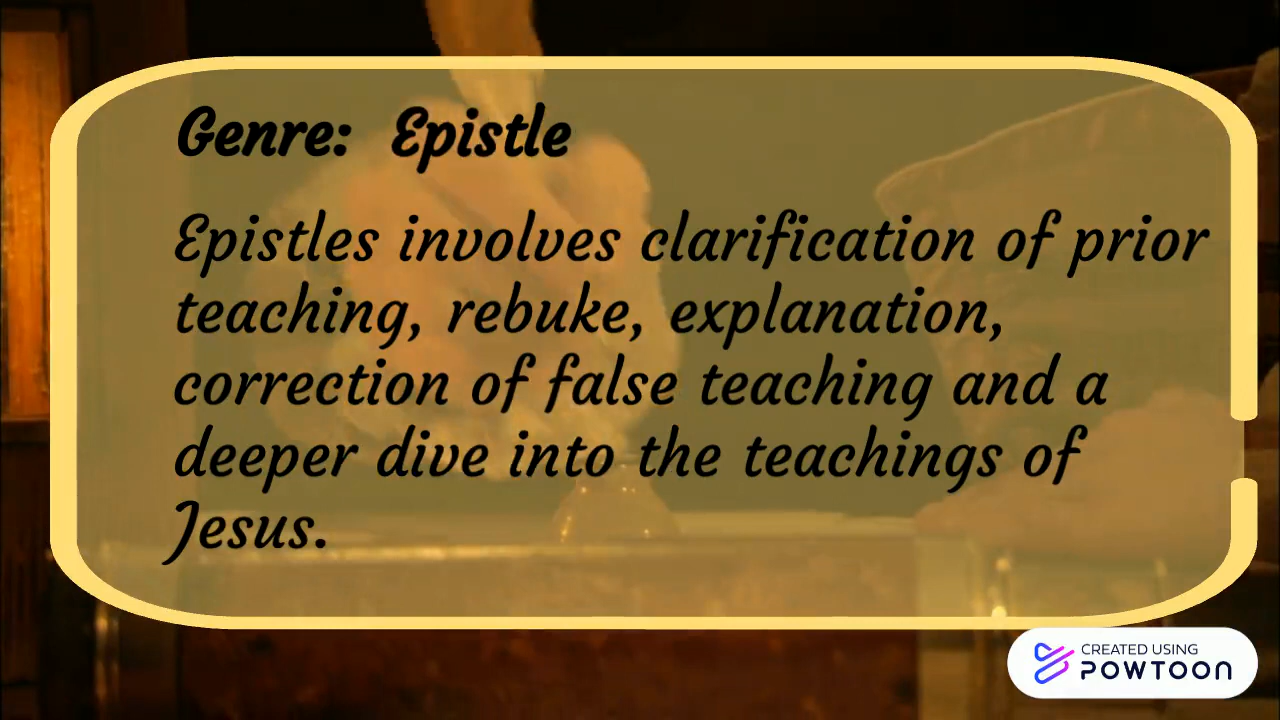 Genre: Epistle
Epistles involves clarification of prior
teaching, rebuke, explanation,
correction of false teaching and a
deeper dive into the teachings of
Jesus.
CREATED USING
POWTOON